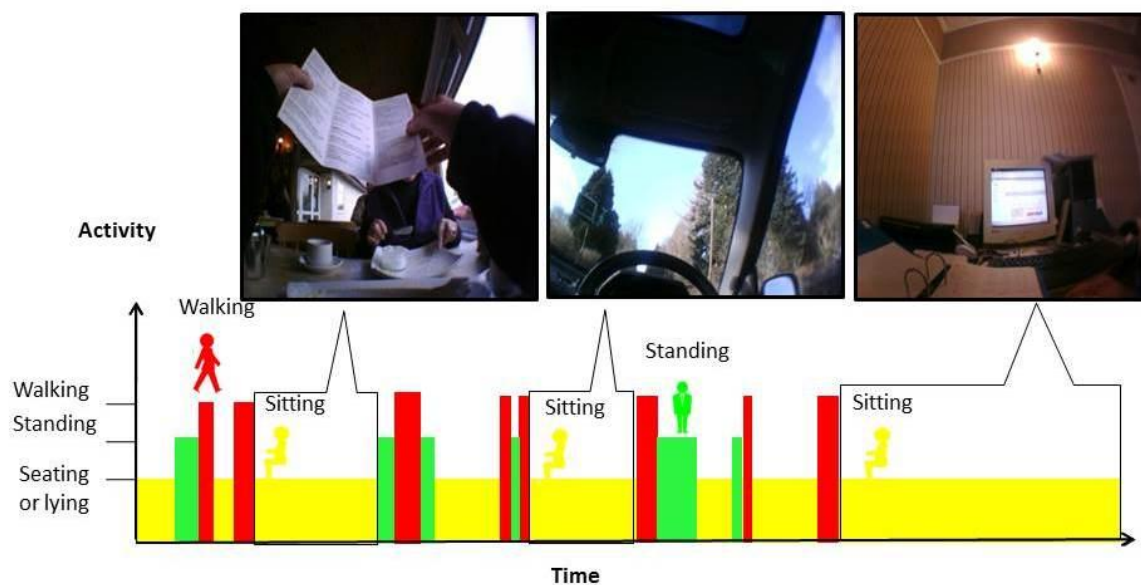 Activity
Walking
Walking
Standing
Standing
Seating
or lying
Sitting
Sitting
Sitting
Time